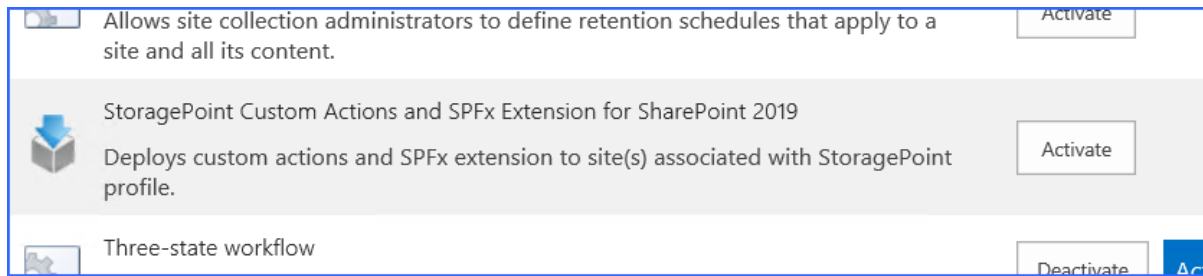 Allows site collection administrators to define retention schedules that apply to a
Activate
site and all its content.
StoragePoint Custom Actions and SPFx Extension for SharePoint 2019
Deploys custom actions and SPFx extension to site(s) associated with StoragePoint
profile.
Activate
Three-state workflow
Deactivate